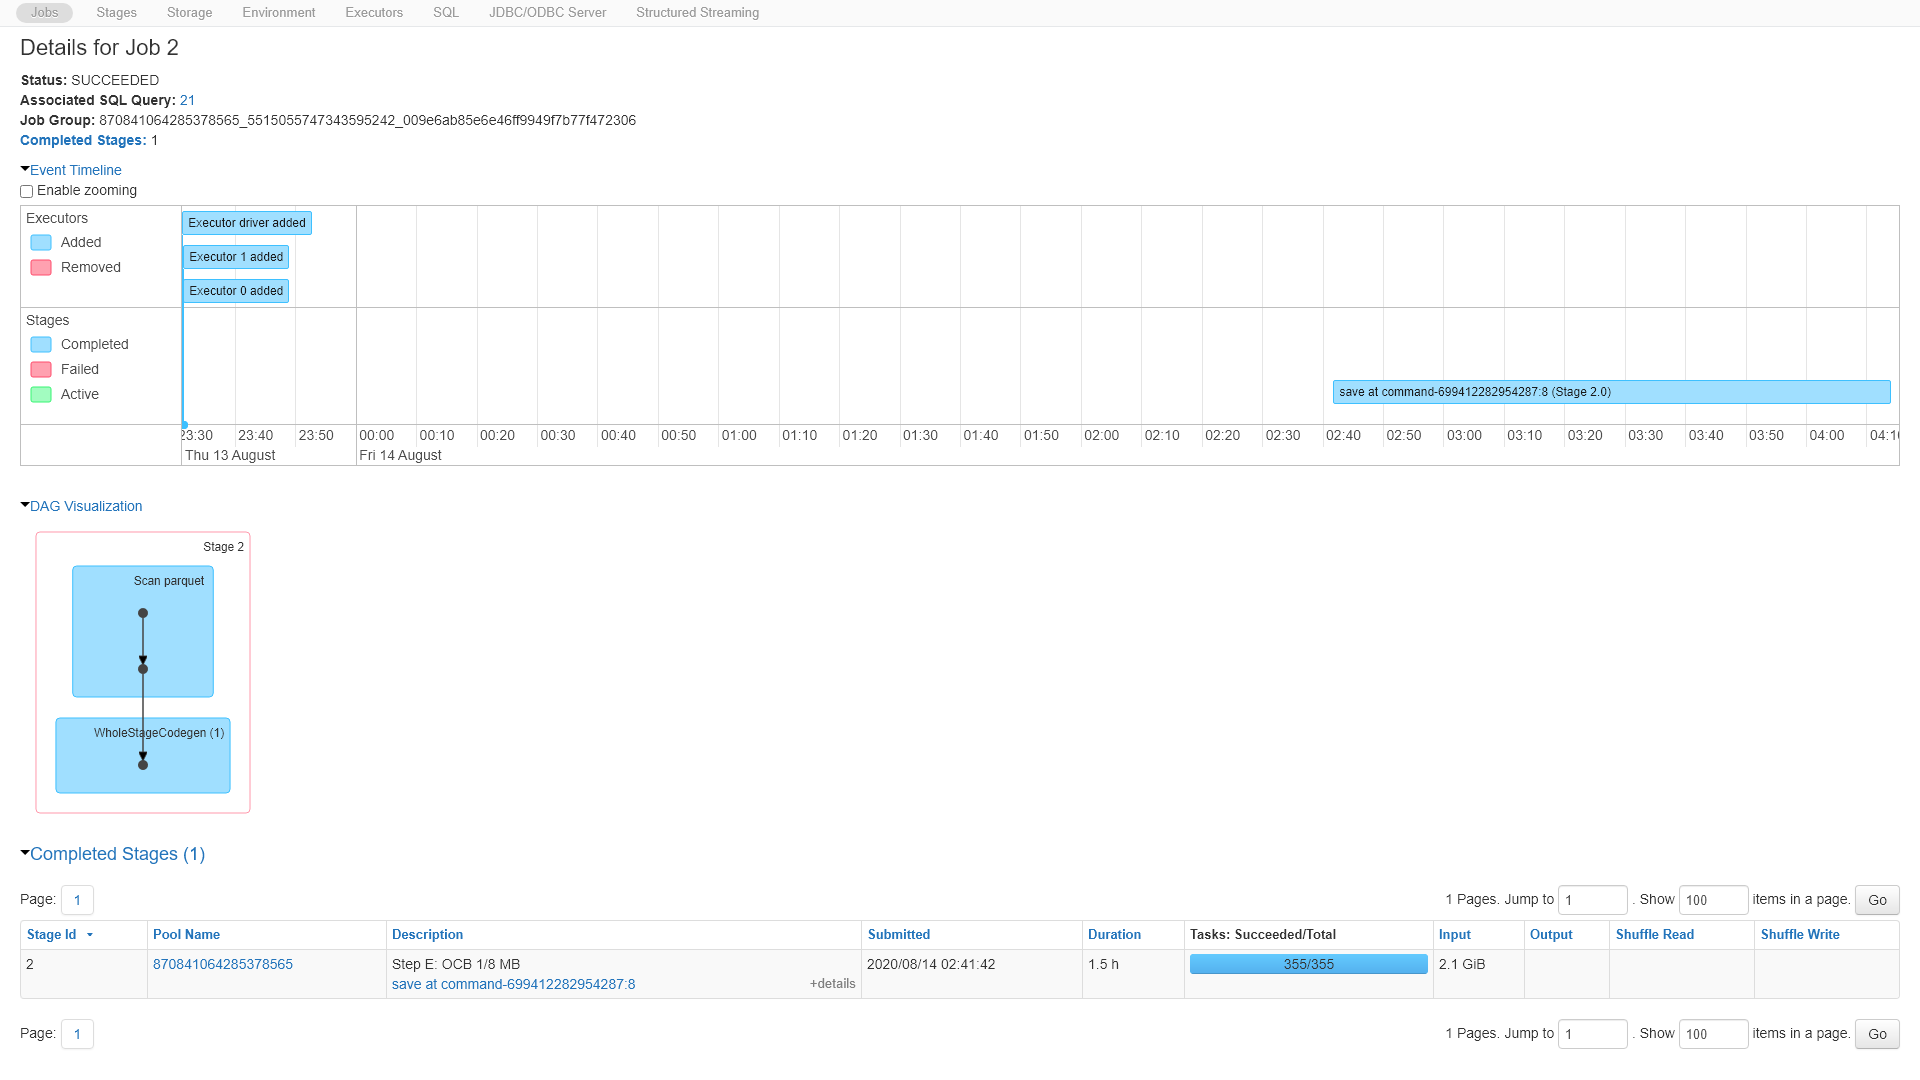 Jobs Stages Storage Environment Executors SQL JDBC/ODBC Server Structured Streaming
Details for Job 2
Status: SUCCEEDED
Associated SQL Query: 21
Job Group: 870841064285378565_5515055747343595242_009e6ab85e6e46ff9949f7b77f472306
Completed Stages: 1
Event Timeline
Enable zooming
Executors
Added
Removed
Executor driver added
Executor 1 added
Executor 0 added
Stages
Completed
Failed
Active
save at command-699412282954287:8 (Stage 2.0)
23:30 23:40 23:50 00:00 00:10 00:20 00:30 00:40 00:50 01:00 01:10 01:20 01:30 01:40 01:50 02:00 02:10 02:20 02:30 02:40 02:50 03:00 03:10 03:20 03:30 03:40 03:50 04:00 04:10
Thu 13 August Fri 14 August
DAG Visualization
Stage 2
Scan parquet
WholeStageCodegen (1)
Completed Stages (1)
Page: 1 1 Pages. Jump to 1 . Show 100 items in a page. Go
Stage Id Pool Name Description Submitted Duration Tasks: Succeeded/Total Input Output Shuffle Read Shuffle Write
2 870841064285378565 Step E: OCB 1/8 MB 2020/08/14 02:41:42 1.5 h 355/355 2.1 GiB
save at command-699412282954287:8 +details
Page: 1 1 Pages. Jump to 1 . Show 100 items in a page. Go